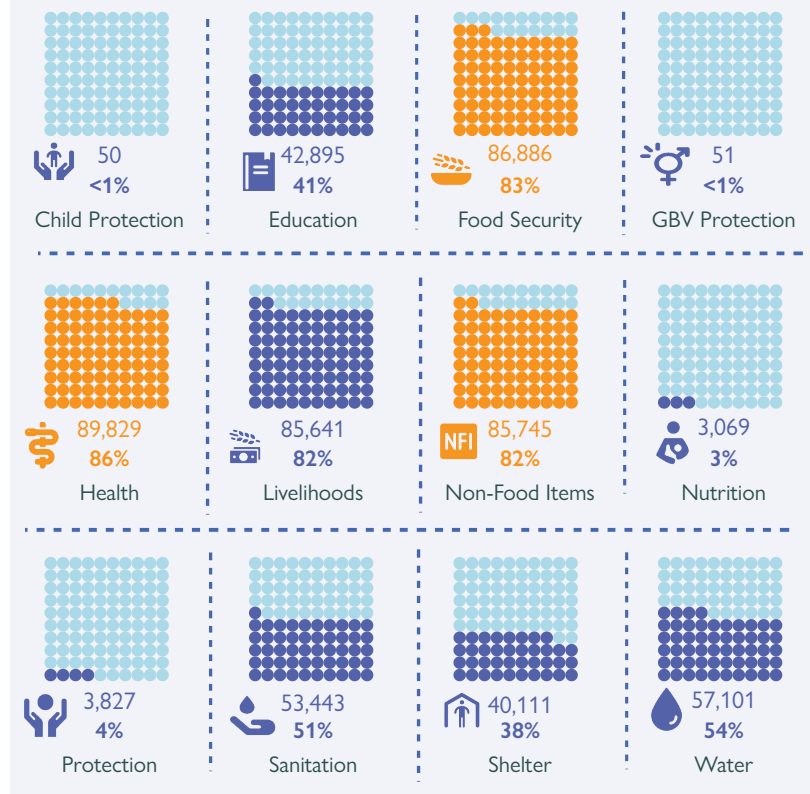 50
<1%
Child Protection
42,895
41%
Education
86,886
83%
Food Security
51
<1%
GBV Protection
89,829
86%
Health
85,641
82%
Livelihoods
NFI
85,745
82%
Non-Food Items
3,069
3%
Nutrition
3,827
4%
Protection
53,443
51%
Sanitation
40,111
38%
Shelter
57,101
54%
Water